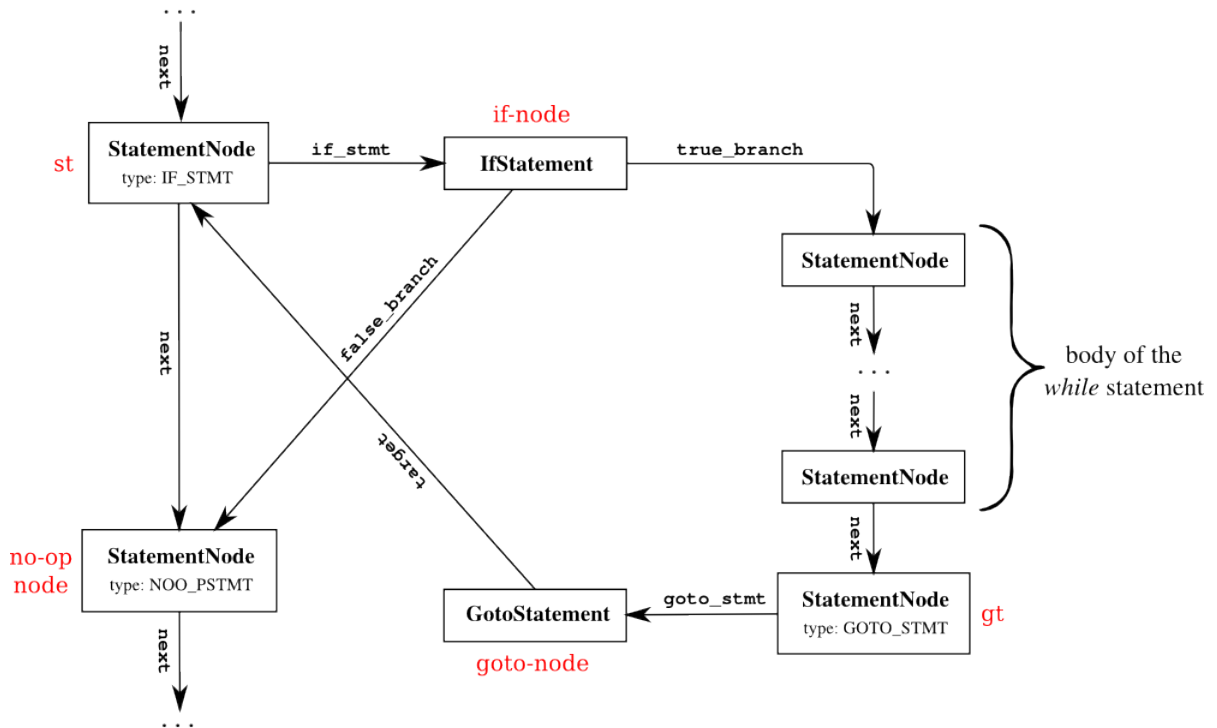 ...
next
if-node
st
StatementNode
type: IF_STMT
if_stmt
IfStatement
true_branch
StatementNode
next
false_branch
next
...
body of the
while statement
next
target
StatementNode
next
no-op
node
StatementNode
type: NOO_PSTMT
GotoStatement
goto_stmt
StatementNode
type: GOTO_STMT
gt
goto-node
next
...